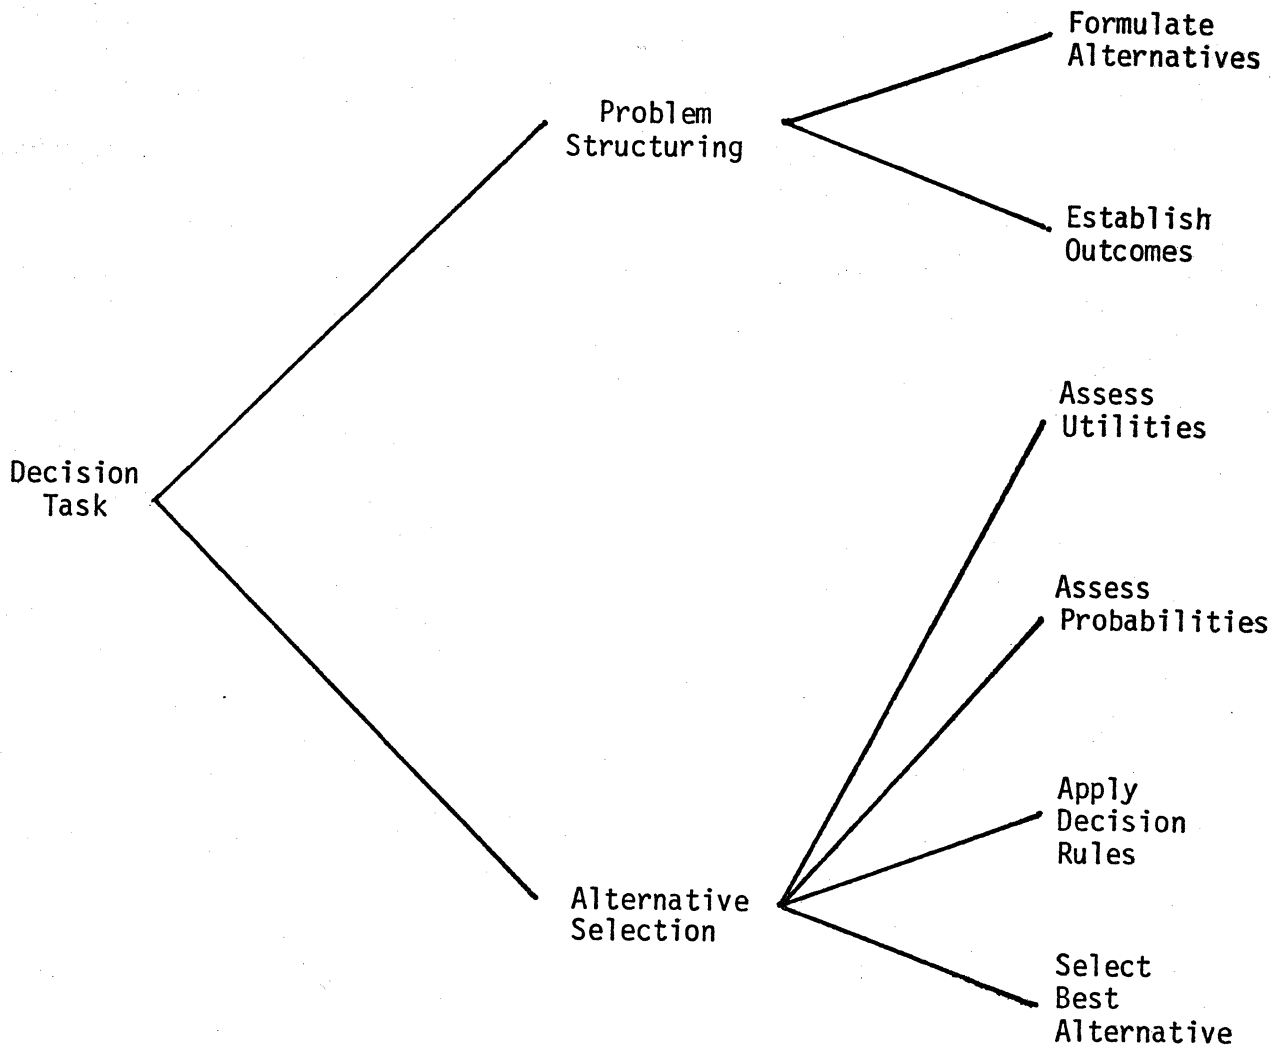 Formulate
Alternatives
Problem
Structuring
Establish
Outcomes
Assess
Utilities
Decision
Task
Assess
Probabilities
Apply
Decision
Rules
Alternative
Selection
Select
Best
Alternative